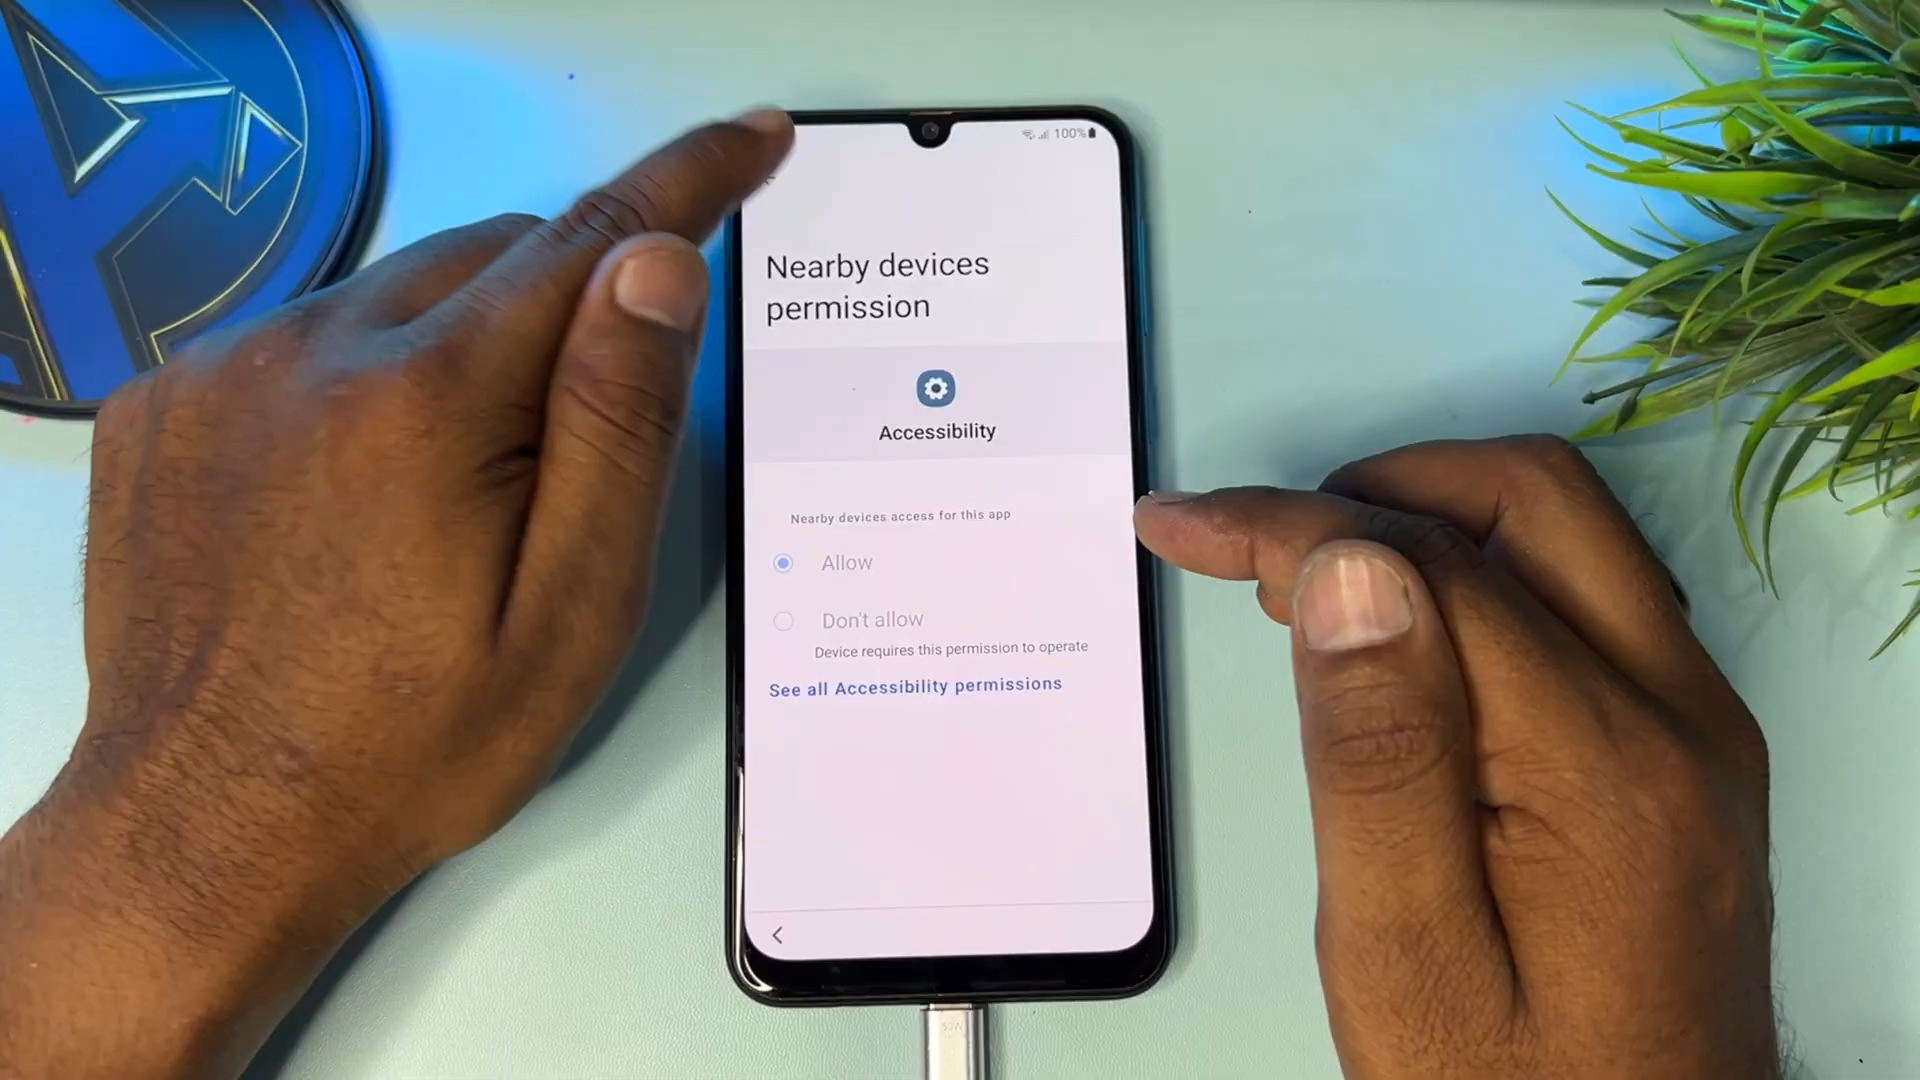 100%
Nearby devices
permission
Accessibility
Nearby devices access for this app
Allow
Don't allow
Device requires this permission to operate
See all Accessibility permissions
60W